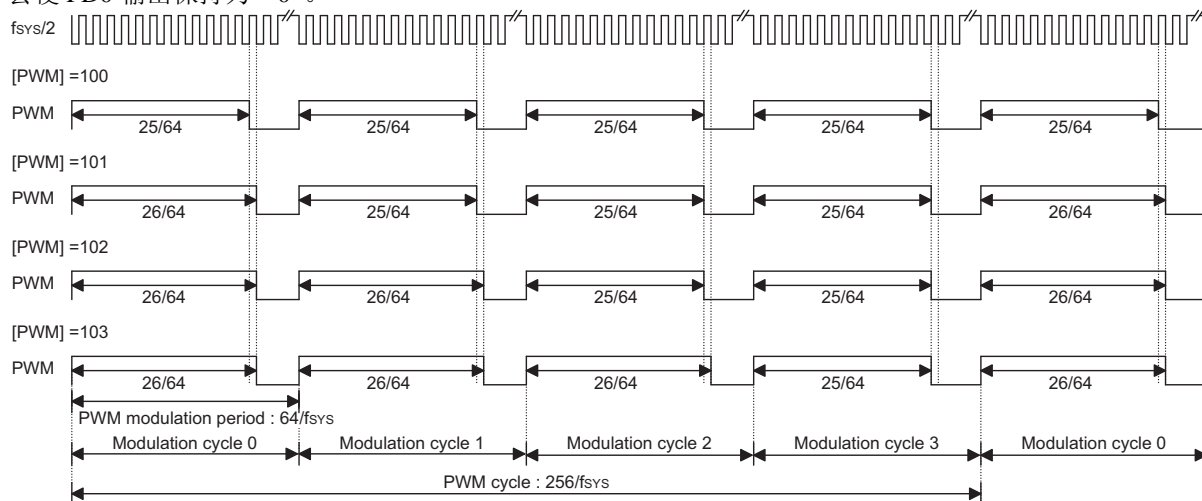 会使 PD0 输出保持为“0”。
fSYS/2
[PWM] =100
PWM
25/64 25/64 25/64 25/64 25/64
[PWM] =101
PWM
26/64 25/64 25/64 25/64 26/64
[PWM] =102
PWM
26/64 26/64 25/64 25/64 26/64
[PWM] =103
PWM
26/64 26/64 26/64 25/64 26/64
PWM modulation period : 64/fSYS
Modulation cycle 0 Modulation cycle 1 Modulation cycle 2 Modulation cycle 3 Modulation cycle 0
PWM cycle : 256/fSYS